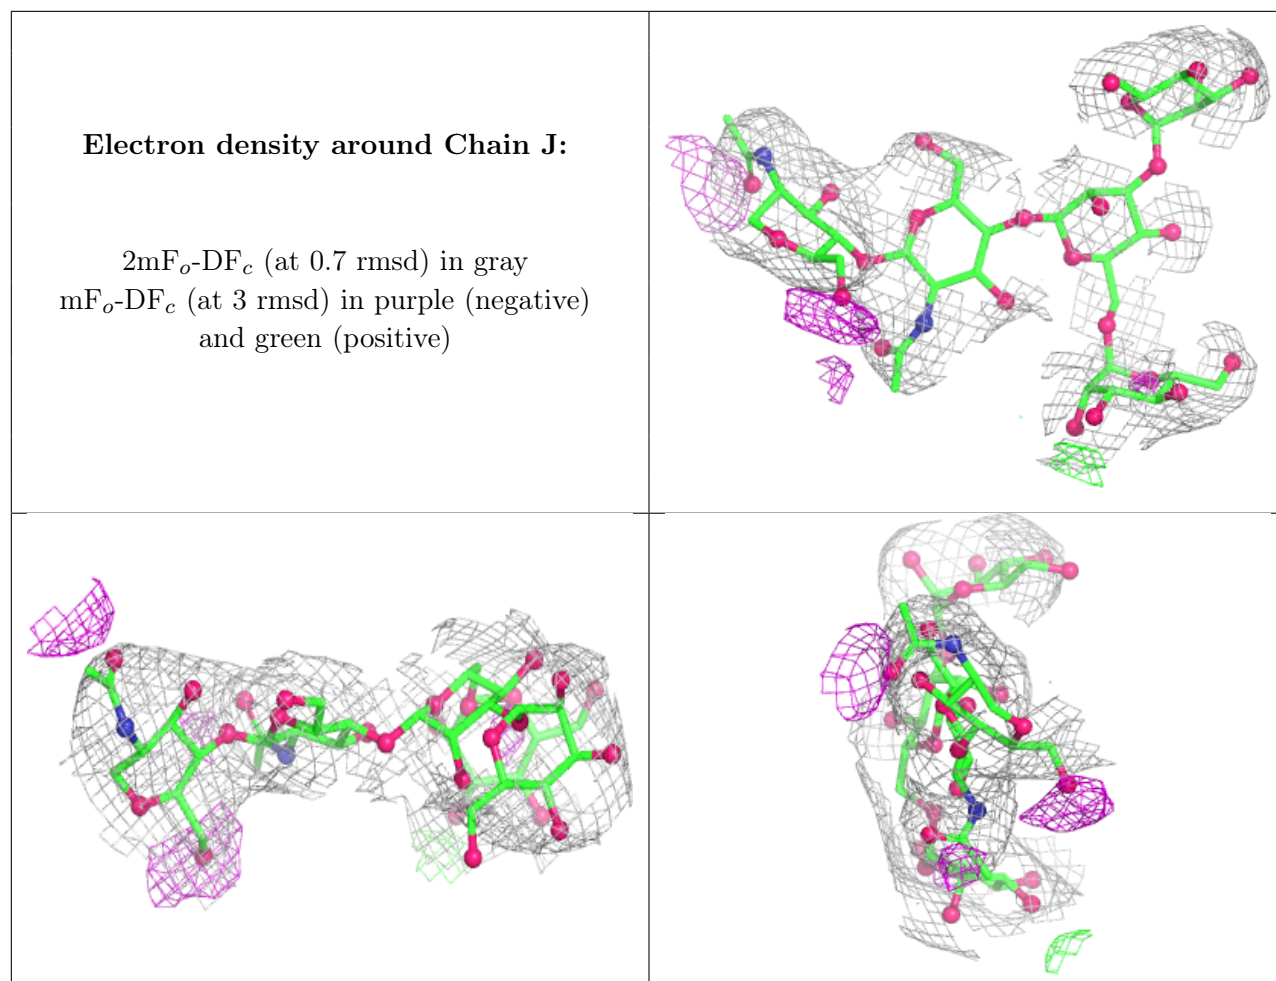 Electron density around Chain J:
2mFo-DFc (at 0.7 rmsd) in gray
mFo-DFc (at 3 rmsd) in purple (negative)
and green (positive)